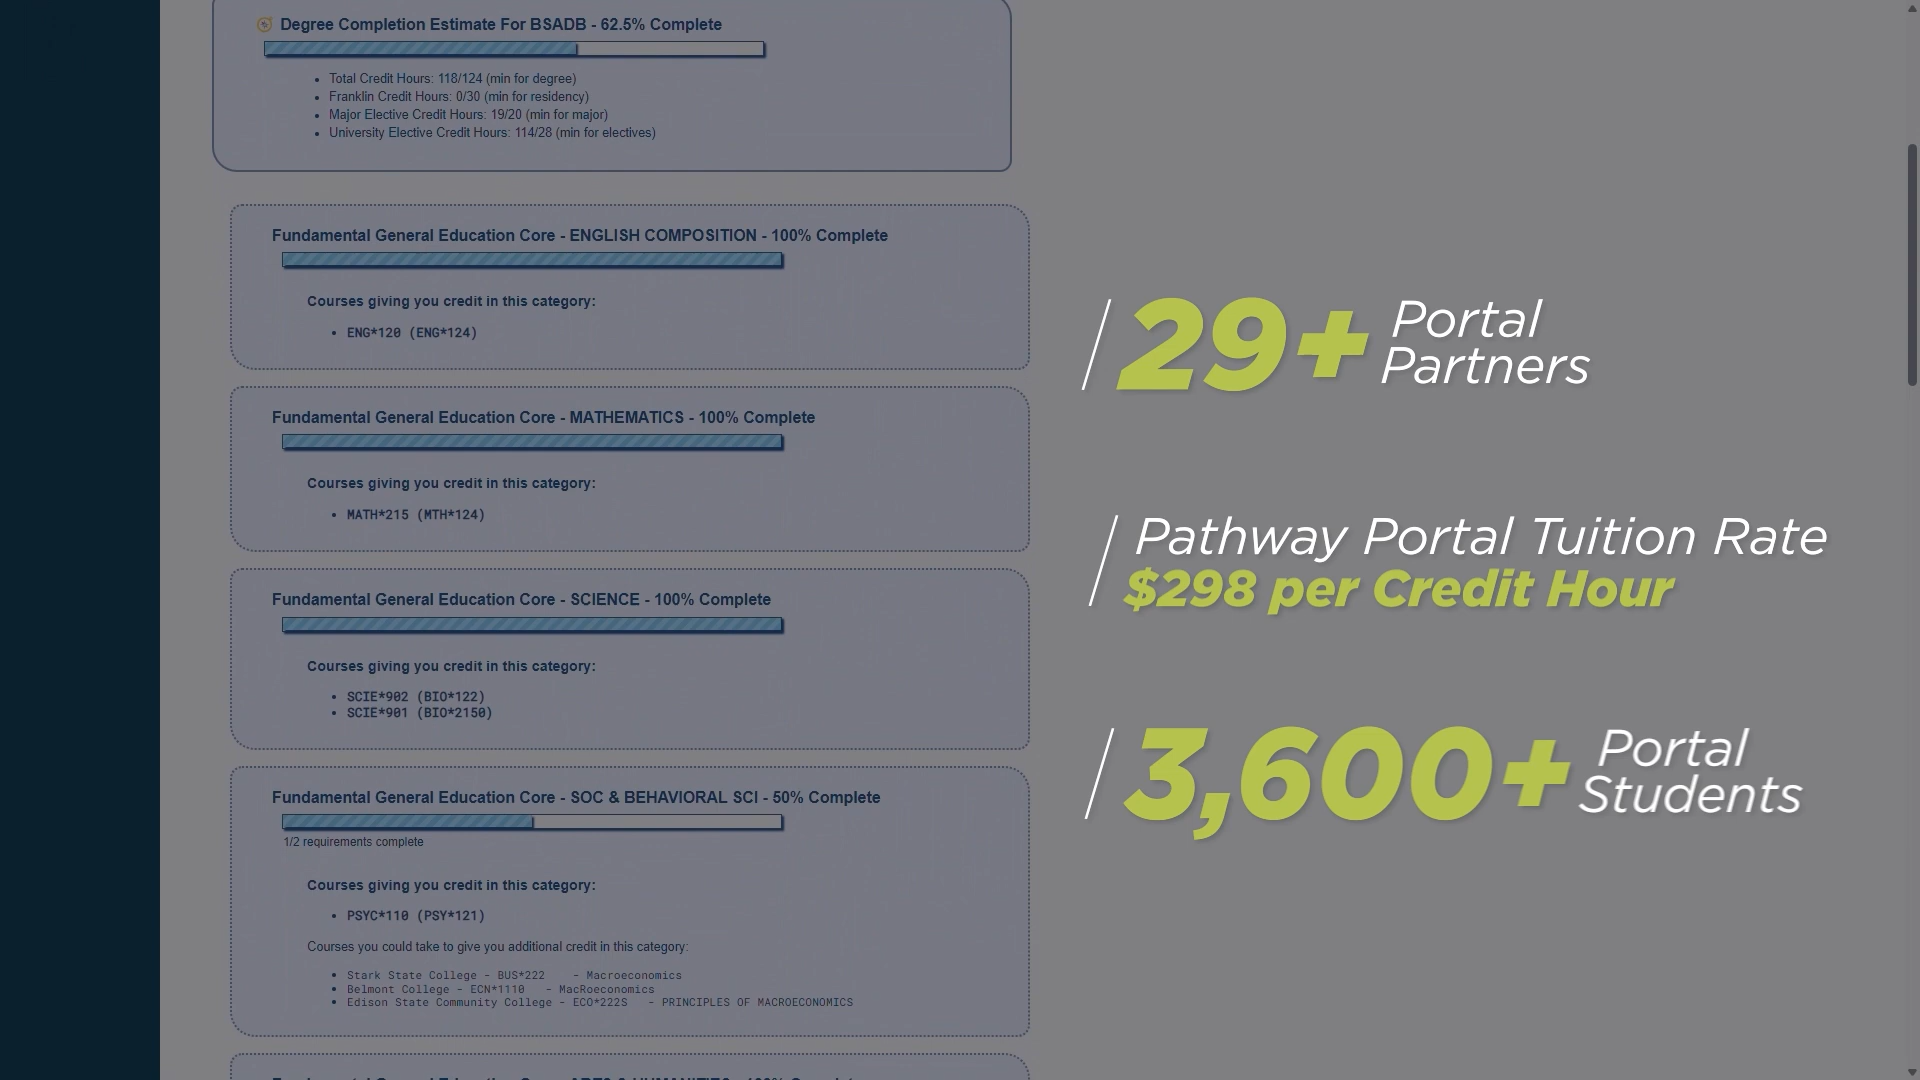 Degree Completion Estimate For BSADB - 62.5% Complete
Total Credit Hours: 118/124 (min for degree)
Franklin Credit Hours: 0/30 (min for residency)
Major Elective Credit Hours: 19/20 (min for major)
University Elective Credit Hours: 114/28 (min for electives)
Fundamental General Education Core - ENGLISH COMPOSITION - 100% Complete
Courses giving you credit in this category:
ENG*120 (ENG*124)
Fundamental General Education Core - MATHEMATICS - 100% Complete
Courses giving you credit in this category:
MATH*215 (MTH*124)
Fundamental General Education Core - SCIENCE - 100% Complete
Courses giving you credit in this category:
SCIE*902 (BIO*122)
SCIE*901 (BIO*2150)
Fundamental General Education Core - SOC & BEHAVIORAL SCI - 50% Complete
1/2 requirements complete
Courses giving you credit in this category:
PSYC*110 (PSY*121)
Courses you could take to give you additional credit in this category:
Stark State College - BUS*222 - Macroeconomics
Belmont College - ECN*1110 - MacRoeconomics
Edison State Community College - ECO*222S - PRINCIPLES OF MACROECONOMICS
29+ Portal
Partners
Pathway Portal Tuition Rate
$298 per Credit Hour
3,600+ Portal
Students